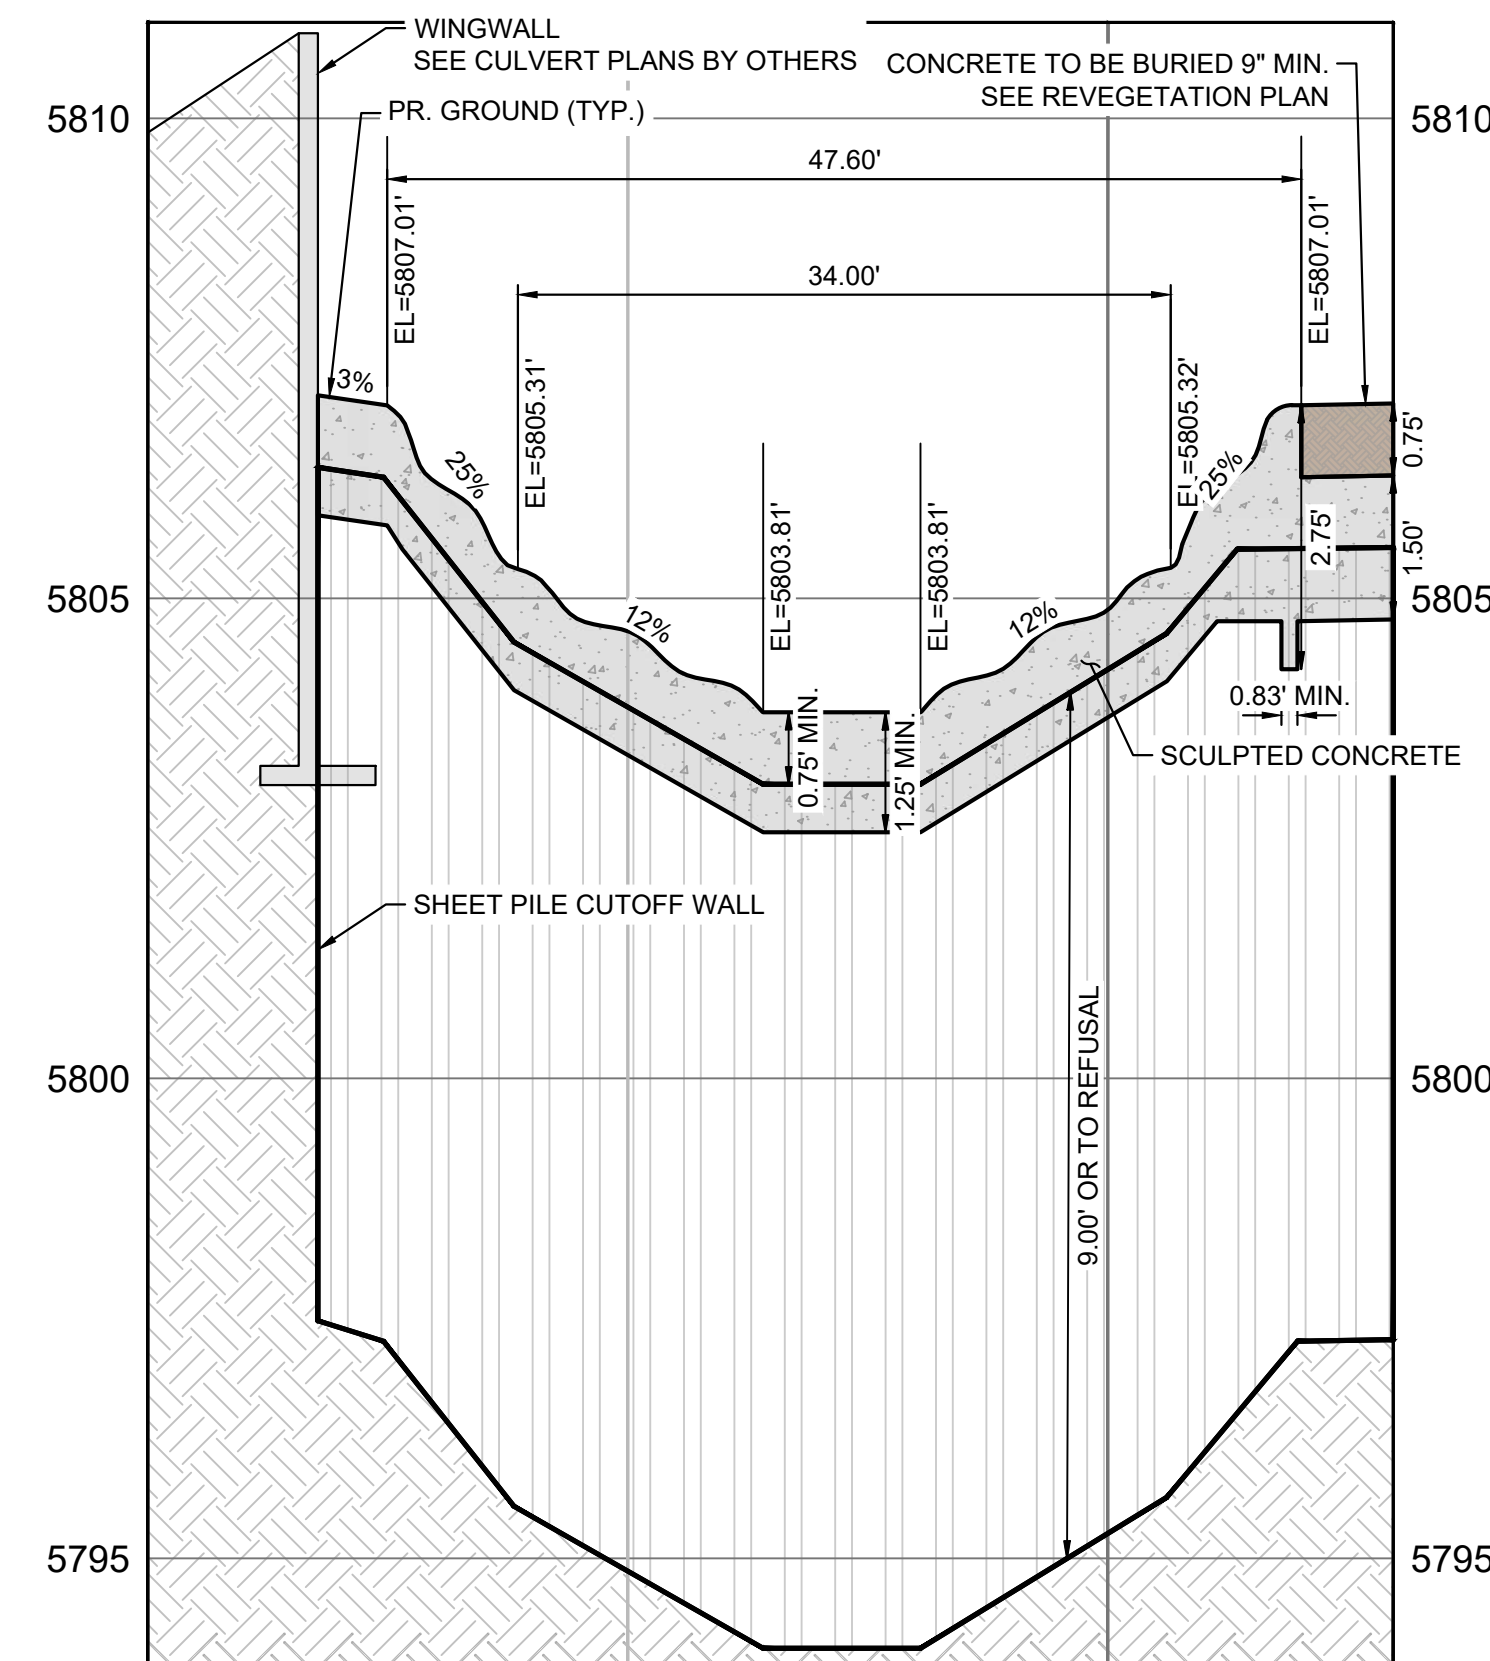 WINGWALL
SEE CULVERT PLANS BY OTHERS
CONCRETE TO BE BURIED 9" MIN.
SEE REVEGETATION PLAN
5810
PR. GROUND (TYP.)
5810
47.60'
EL=5807.01'
EL=5807.01'
34.00'
EL=5805.31'
EL=5805.32'
3%
25%
25%
0.75'
EL=5803.81'
EL=5803.81'
2.75'
1.50'
5805
12%
12%
5805
0.75' MIN.
1.25' MIN.
0.83' MIN.
SCULPTED CONCRETE
SHEET PILE CUTOFF WALL
9.00' OR TO REFUSAL
5800
5800
5795
5795